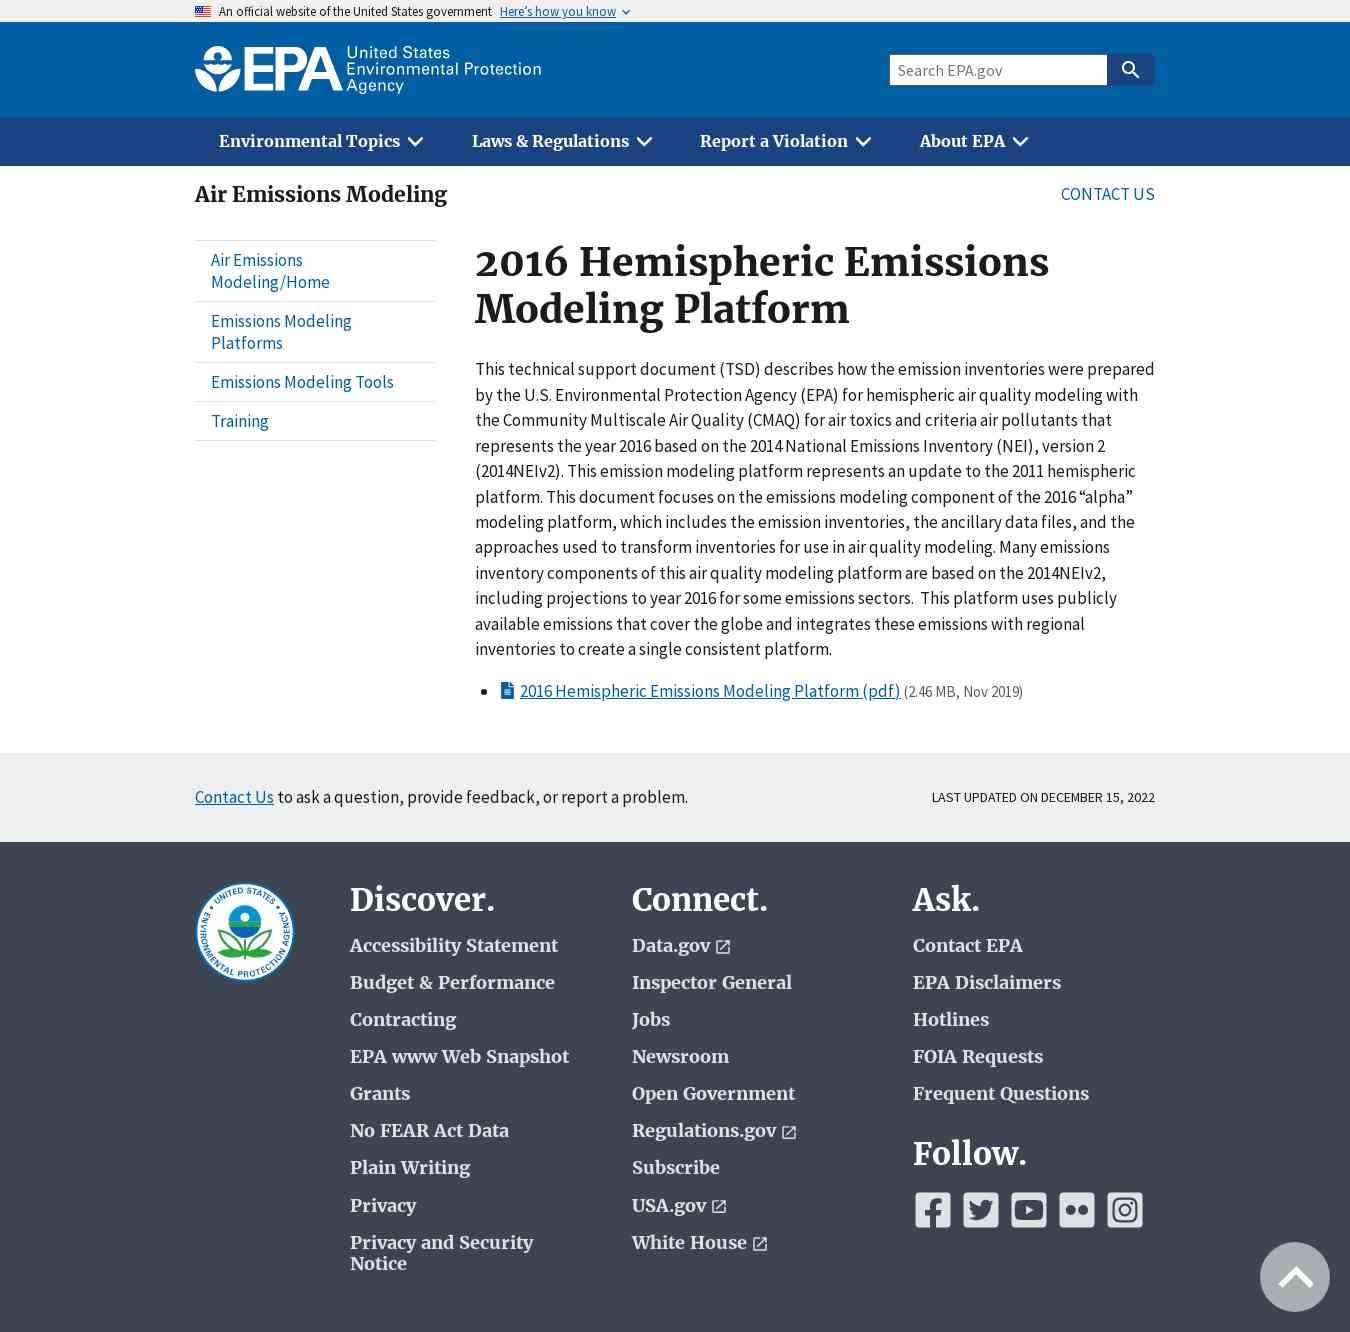 An official website of the United States government Here’s how you know
EPA
United States
Environmental Protection
Agency
Search EPA.gov
Environmental Topics
Laws & Regulations
Report a Violation
About EPA
Air Emissions Modeling
CONTACT US
Air Emissions
Modeling/Home
Emissions Modeling
Platforms
Emissions Modeling Tools
Training
2016 Hemispheric Emissions
Modeling Platform
This technical support document (TSD) describes how the emission inventories were prepared
by the U.S. Environmental Protection Agency (EPA) for hemispheric air quality modeling with
the Community Multiscale Air Quality (CMAQ) for air toxics and criteria air pollutants that
represents the year 2016 based on the 2014 National Emissions Inventory (NEI), version 2
(2014NEIv2). This emission modeling platform represents an update to the 2011 hemispheric
platform. This document focuses on the emissions modeling component of the 2016 “alpha”
modeling platform, which includes the emission inventories, the ancillary data files, and the
approaches used to transform inventories for use in air quality modeling. Many emissions
inventory components of this air quality modeling platform are based on the 2014NEIv2,
including projections to year 2016 for some emissions sectors. This platform uses publicly
available emissions that cover the globe and integrates these emissions with regional
inventories to create a single consistent platform.
2016 Hemispheric Emissions Modeling Platform (pdf) (2.46 MB, Nov 2019)
Contact Us to ask a question, provide feedback, or report a problem.
LAST UPDATED ON DECEMBER 15, 2022
UNITED STATES
ENVIRONMENTAL PROTECTION AGENCY
Discover.
Accessibility Statement
Budget & Performance
Contracting
EPA www Web Snapshot
Grants
No FEAR Act Data
Plain Writing
Privacy
Privacy and Security
Notice
Connect.
Data.gov
Inspector General
Jobs
Newsroom
Open Government
Regulations.gov
Subscribe
USA.gov
White House
Ask.
Contact EPA
EPA Disclaimers
Hotlines
FOIA Requests
Frequent Questions
Follow.